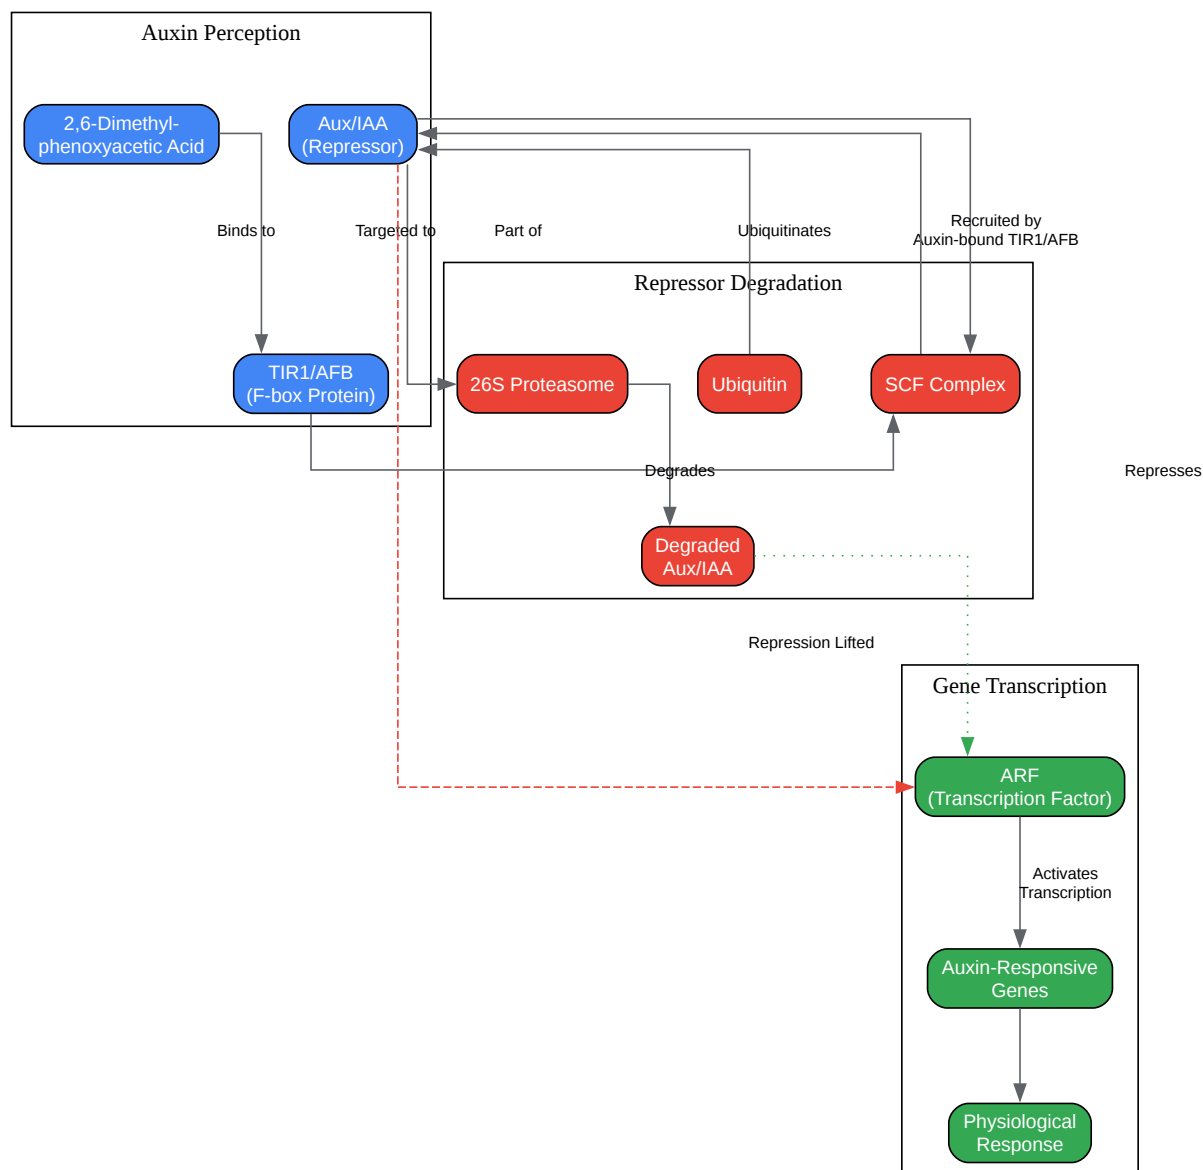 Auxin Perception
2,6-Dimethyl-
phenoxyacetic Acid
Aux/IAA
(Repressor)
Binds to
Targeted to
Part of
Ubiquitinates
Recruited by
Auxin-bound TIR1/AFB
Repressor Degradation
TIR1/AFB
(F-box Protein)
26S Proteasome
Ubiquitin
SCF Complex
Degrades
Represses
Degraded
Aux/IAA
Repression Lifted
Gene Transcription
ARF
(Transcription Factor)
Activates
Transcription
Auxin-Responsive
Genes
Physiological
Response